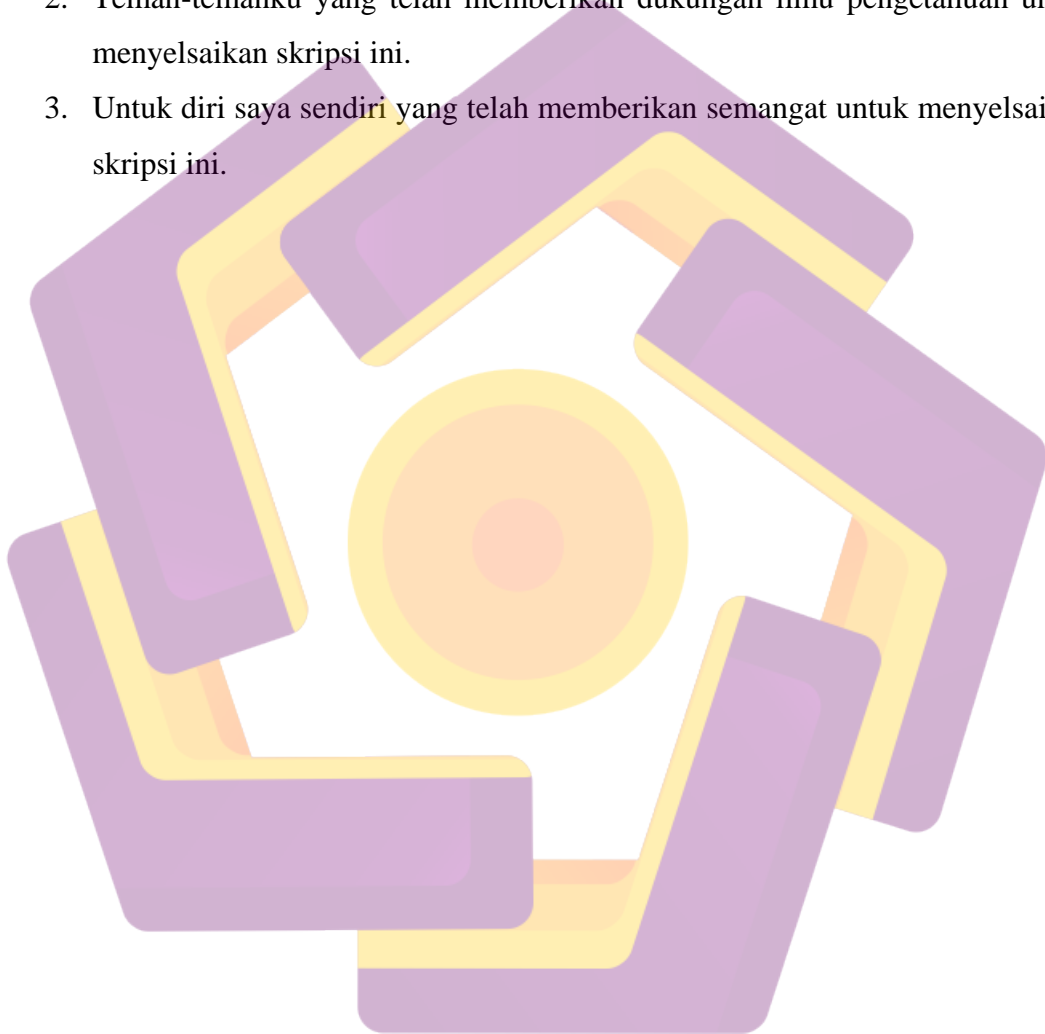 2. Teman-temanku yang telah memberikan dukungan ilmu pengetahuan
menyelsaikan skripsi ini.
3. Untuk diri saya sendiri yang telah memberikan semangat untuk menyelsai
skripsi ini.